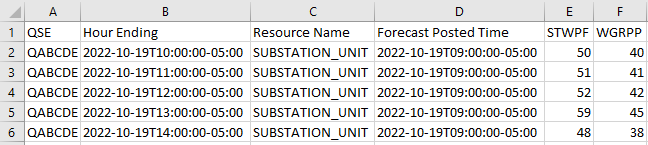 A B C D E F
1 QSE Hour Ending Resource Name Forecast Posted Time STWPF WGRPP
2 QABCDE 2022-10-19T10:00:00-05:00 SUBSTATION_UNIT 2022-10-19T09:00:00-05:00 50 40
3 QABCDE 2022-10-19T11:00:00-05:00 SUBSTATION_UNIT 2022-10-19T09:00:00-05:00 51 41
4 QABCDE 2022-10-19T12:00:00-05:00 SUBSTATION_UNIT 2022-10-19T09:00:00-05:00 52 42
5 QABCDE 2022-10-19T13:00:00-05:00 SUBSTATION_UNIT 2022-10-19T09:00:00-05:00 59 45
6 QABCDE 2022-10-19T14:00:00-05:00 SUBSTATION_UNIT 2022-10-19T09:00:00-05:00 48 38